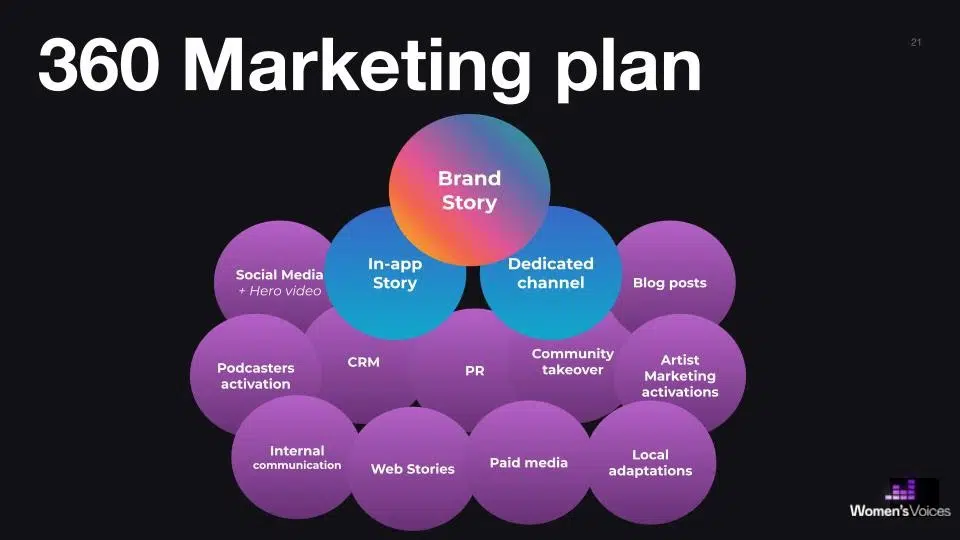 360 Marketing plan
21
Brand
Story
In-app
Story
Dedicated
channel
Social Media
+ Hero video
Blog posts
Podcasters
activation
CRM
PR
Community
takeover
Artist
Marketing
activations
Internal
communication
Web Stories
Paid media
Local
adaptations
Women'sVoices